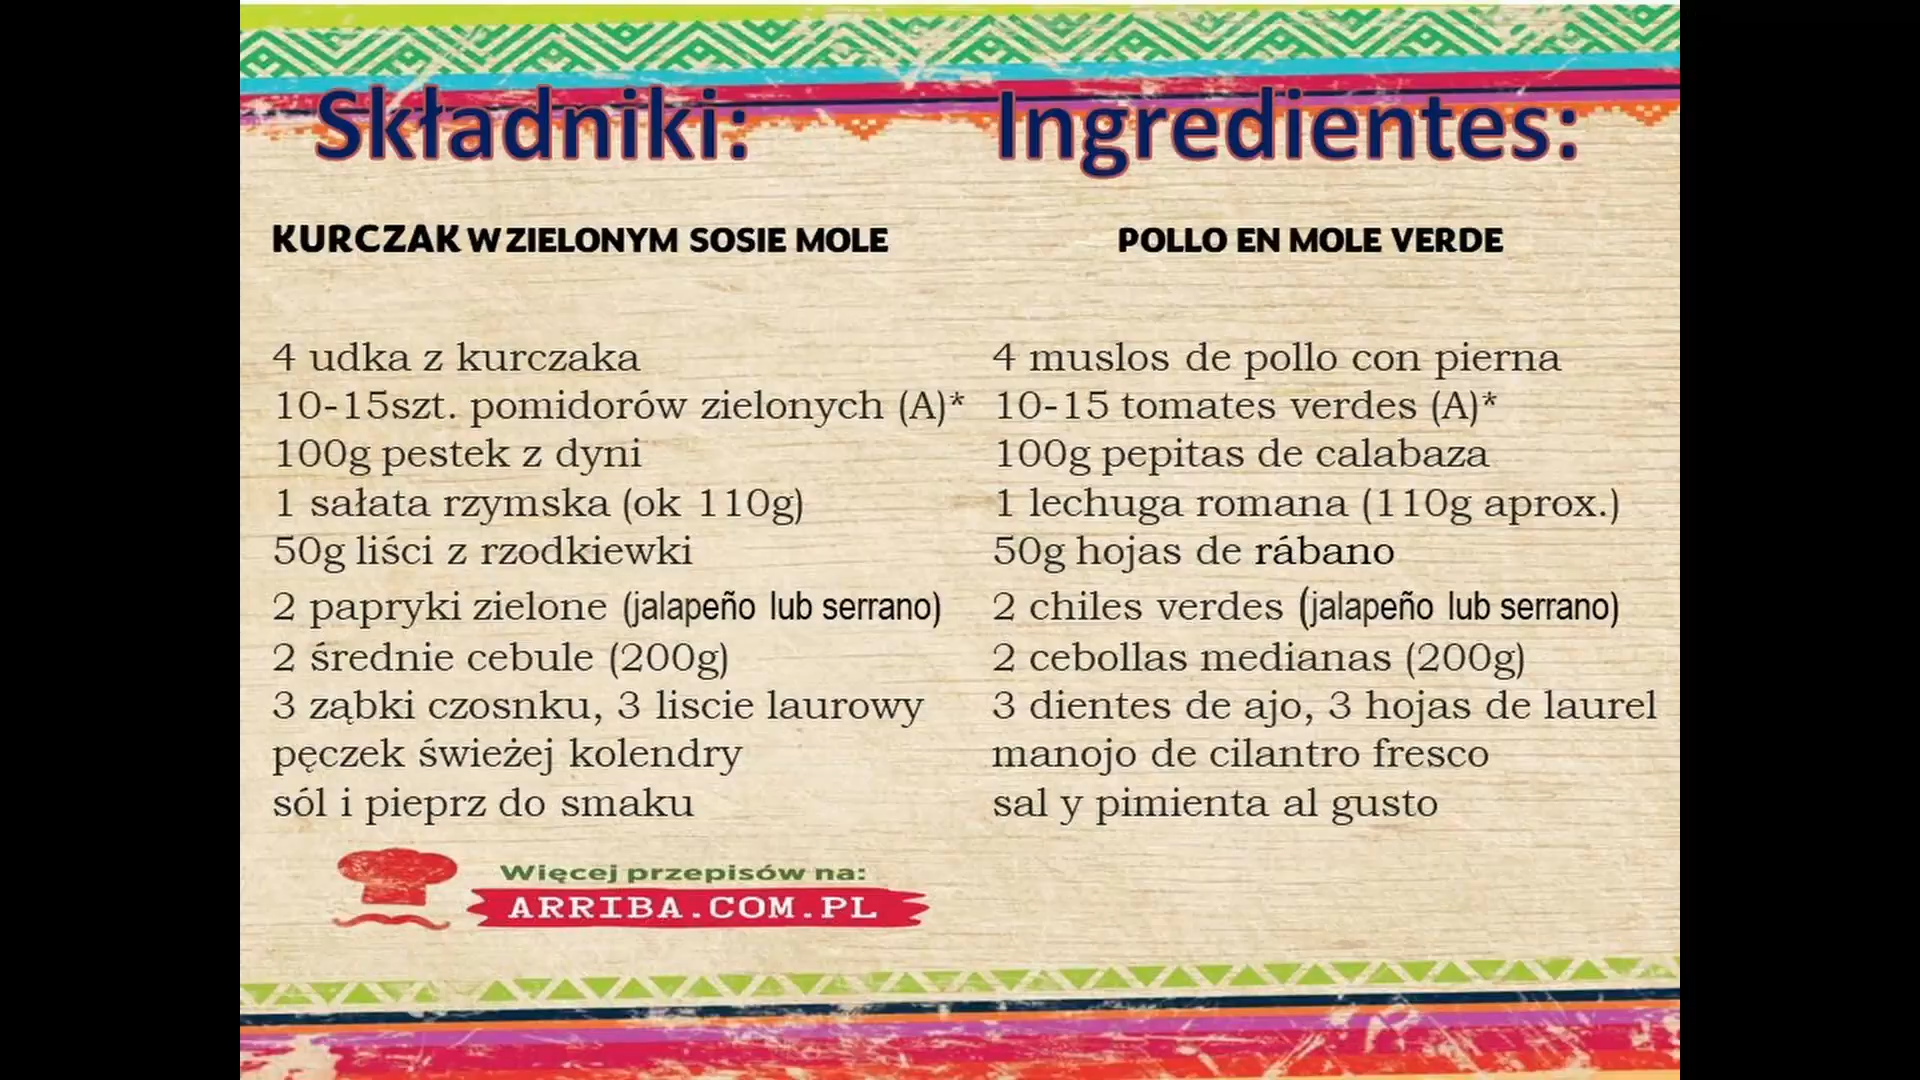 Składniki:
KURCZAK W ZIELONYM SOSIE MOLE
4 udka z kurczaka
10-15szt. pomidorów zielonych (A)*
100g pestek z dyni
1 sałata rzymska (ok 110g)
50g liści z rzodkiewki
2 papryki zielone (jalapeño lub serrano)
2 średnie cebule (200g)
3 ząbki czosnku, 3 liscie laurowy
pęczek świeżej kolendry
sól i pieprz do smaku
Więcej przepisów na:
ARRIBA.COM.PL
Ingredientes:
POLLO EN MOLE VERDE
4 muslos de pollo con pierna
10-15 tomates verdes (A)*
100g pepitas de calabaza
1 lechuga romana (110g aprox.)
50g hojas de rábano
2 chiles verdes (jalapeño lub serrano)
2 cebollas medianas (200g)
3 dientes de ajo, 3 hojas de laurel
manojo de cilantro fresco
sal y pimienta al gusto